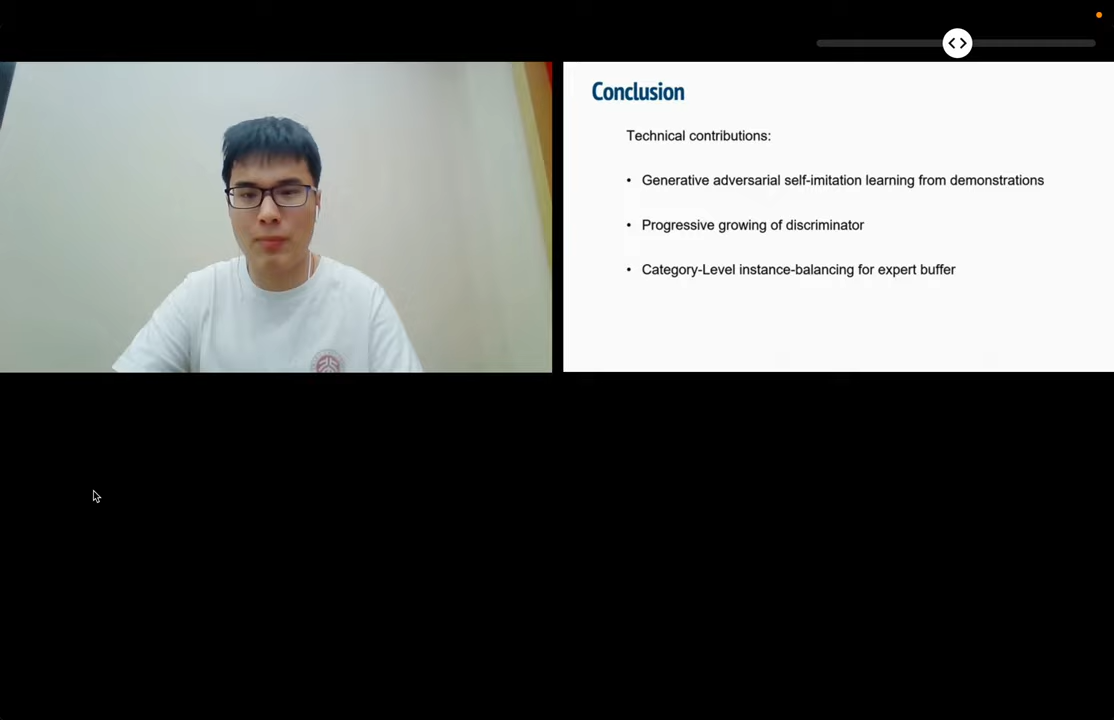 Conclusion
Technical contributions:
• Generative adversarial self-imitation learning from demonstrations
• Progressive growing of discriminator
• Category-Level instance-balancing for expert buffer